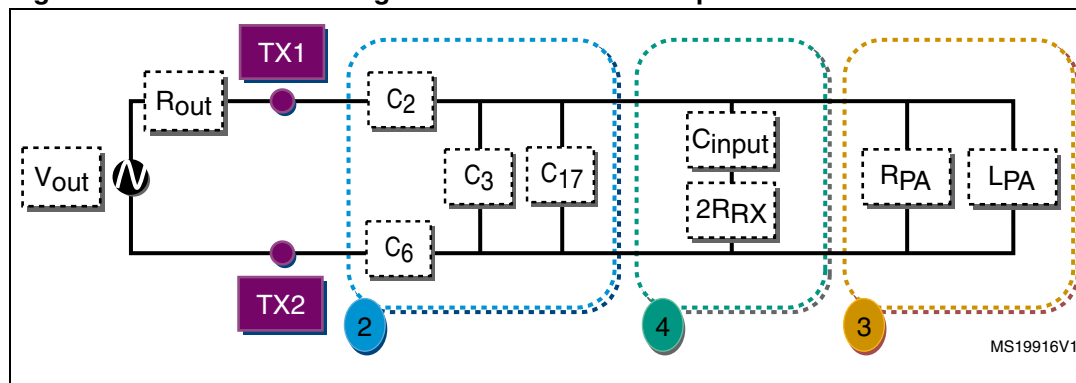 TX1
Rout
C2
Vout
C3
C17
Cinput
2RRX
RPA
LPA
C6
TX2
2
4
3
MS19916V1